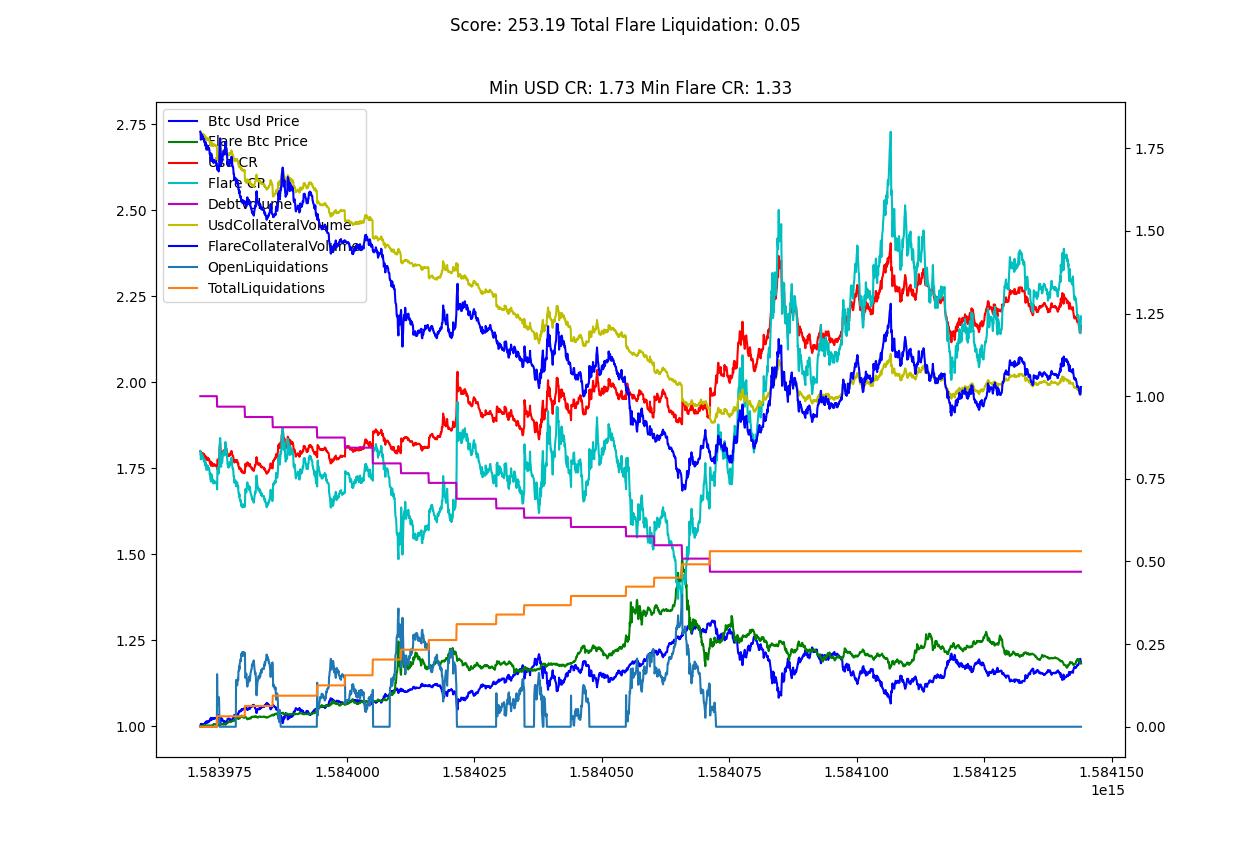 Score: 253.19 Total Flare Liquidation: 0.05
Min USD CR: 1.73 Min Flare CR: 1.33
Btc Usd Price
Flare Btc Price
Usd CR
Flare CR
DebtVolume
UsdCollateralVolume
FlareCollateralVolume
OpenLiquidations
TotalLiquidations
2.75
2.50
2.25
2.00
1.75
1.50
1.25
1.00
1.75
1.50
1.25
1.00
0.75
0.50
0.25
0.00
1.583975 1.584000 1.584025 1.584050 1.584075 1.584100 1.584125 1.584150
1e15